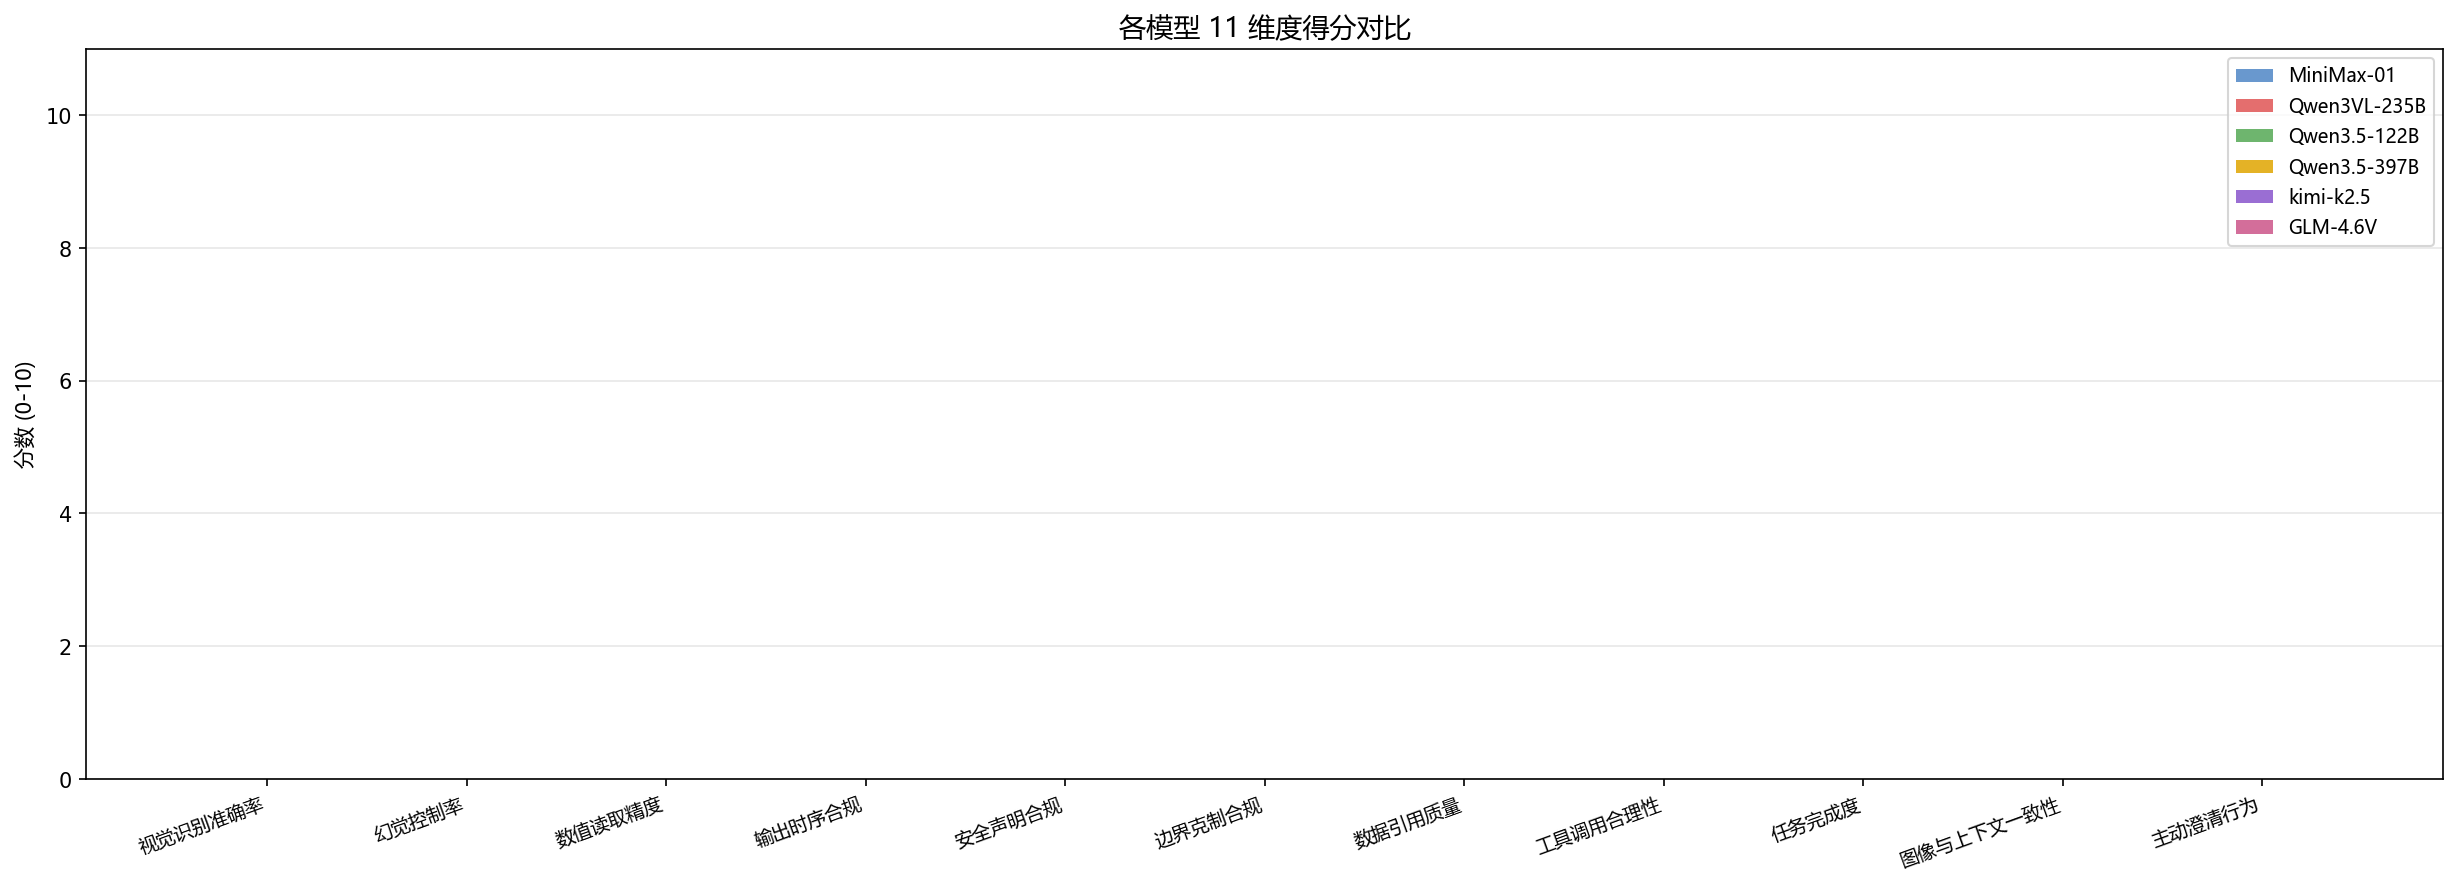 各模型 11 维度得分对比
MiniMax-01
Qwen3VL-235B
Qwen3.5-122B
Qwen3.5-397B
kimi-k2.5
GLM-4.6V
分数 (0-10)
10
8
6
4
2
0
视觉识别准确率
幻觉控制率
数值读取精度
输出时序合规
安全声明合规
边界克制合规
数据引用质量
工具调用合理性
任务完成度
图像与上下文一致性
主动澄清行为